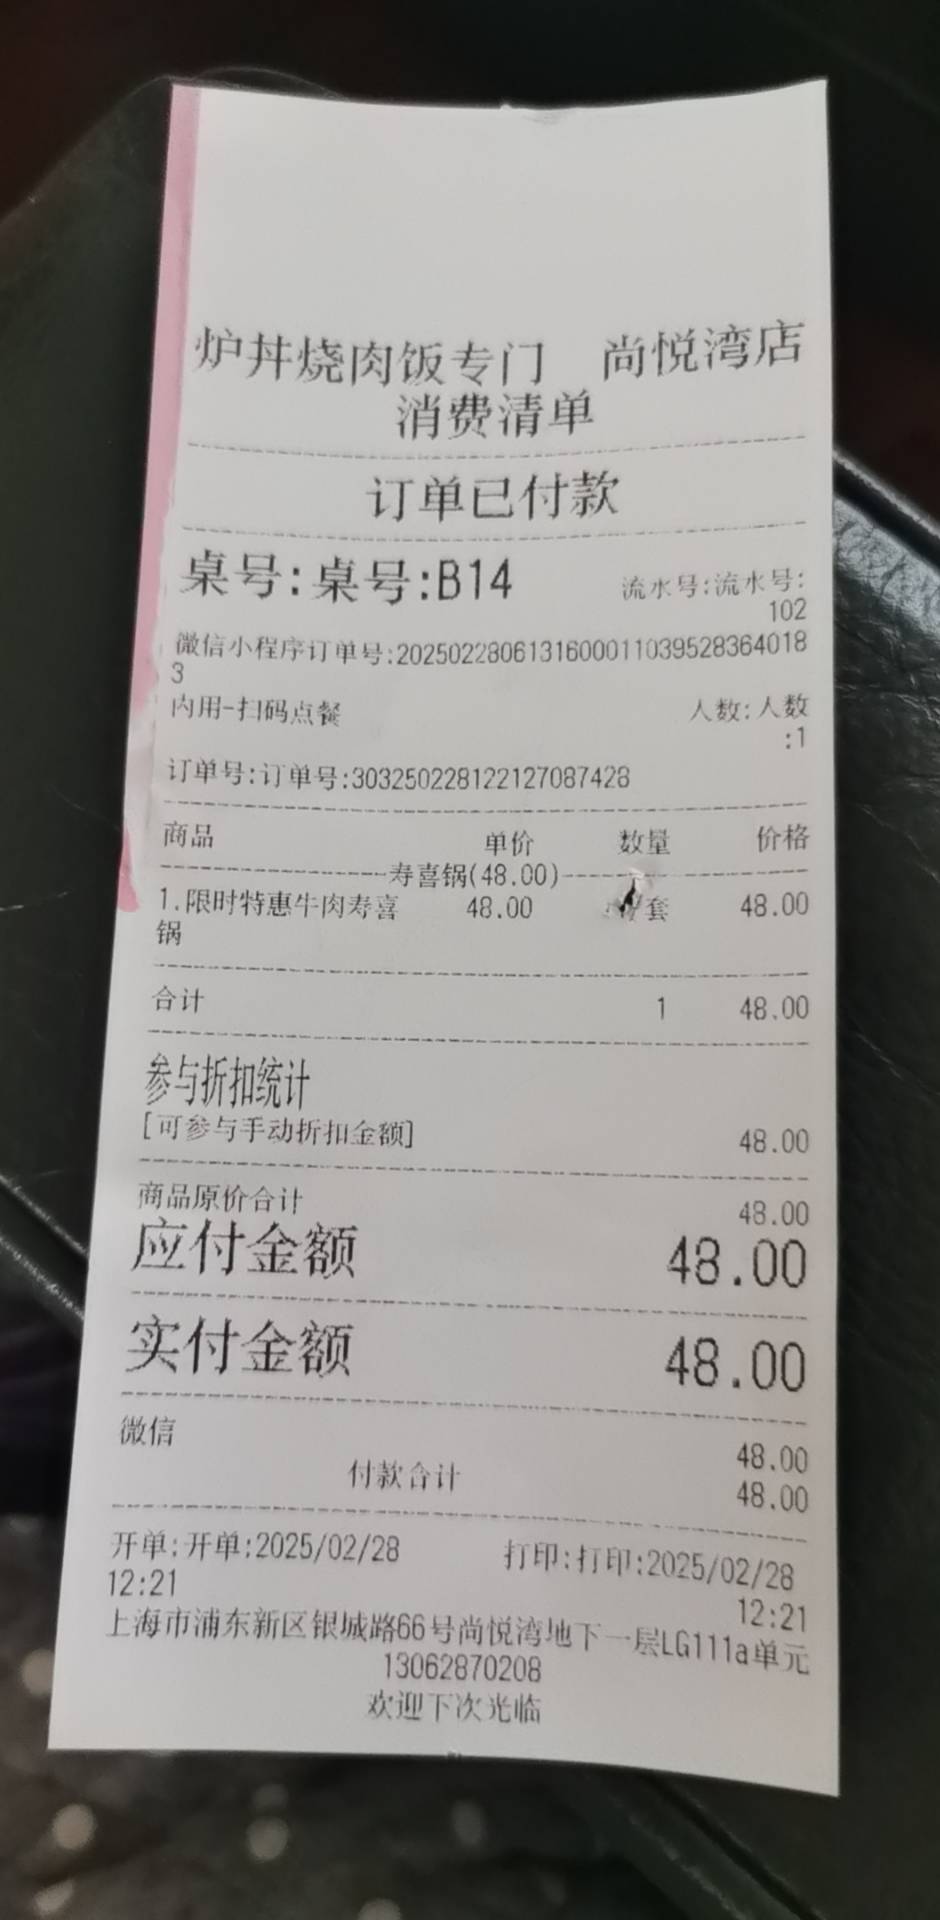 炉丼烧肉饭专门 尚悦湾店
消费清单
订单已付款
桌号:桌号:B14 流水号:流水号:
102
微信小程序订单号:2025022806131600011039528364018
3
内用-扫码点餐 人数:人数
:1
订单号:订单号:303250228122127087428
商品 单价 数量 价格
寿喜锅(48.00)
1.限时特惠牛肉寿喜 48.00 套 48.00
锅
合计 1 48.00
参与折扣统计
[可参与手动折扣金额] 48.00
商品原价合计 48.00
应付金额 48.00
实付金额 48.00
微信 48.00
付款合计 48.00
开单:开单:2025/02/28 打印:打印:2025/02/28
12:21 12:21
上海市浦东新区银城路66号尚悦湾地下一层LG111a单元
13062870208
欢迎下次光临